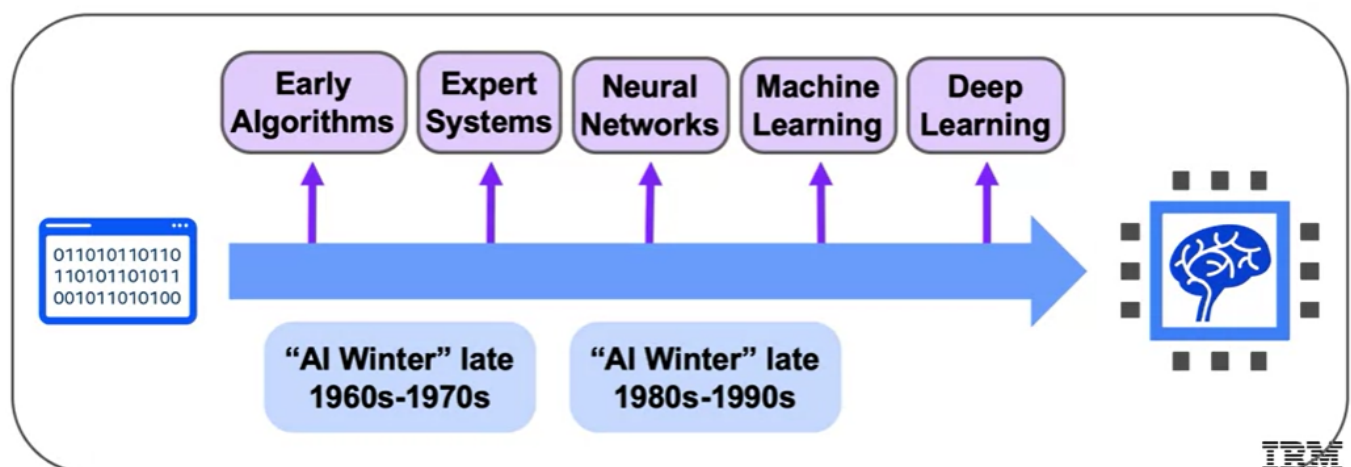 Early
Algorithms
Expert
Systems
Neural
Networks
Machine
Learning
Deep
Learning
011010110110
110101101011
001011010100
“AI Winter” late
1960s-1970s
“AI Winter” late
1980s-1990s
IBM